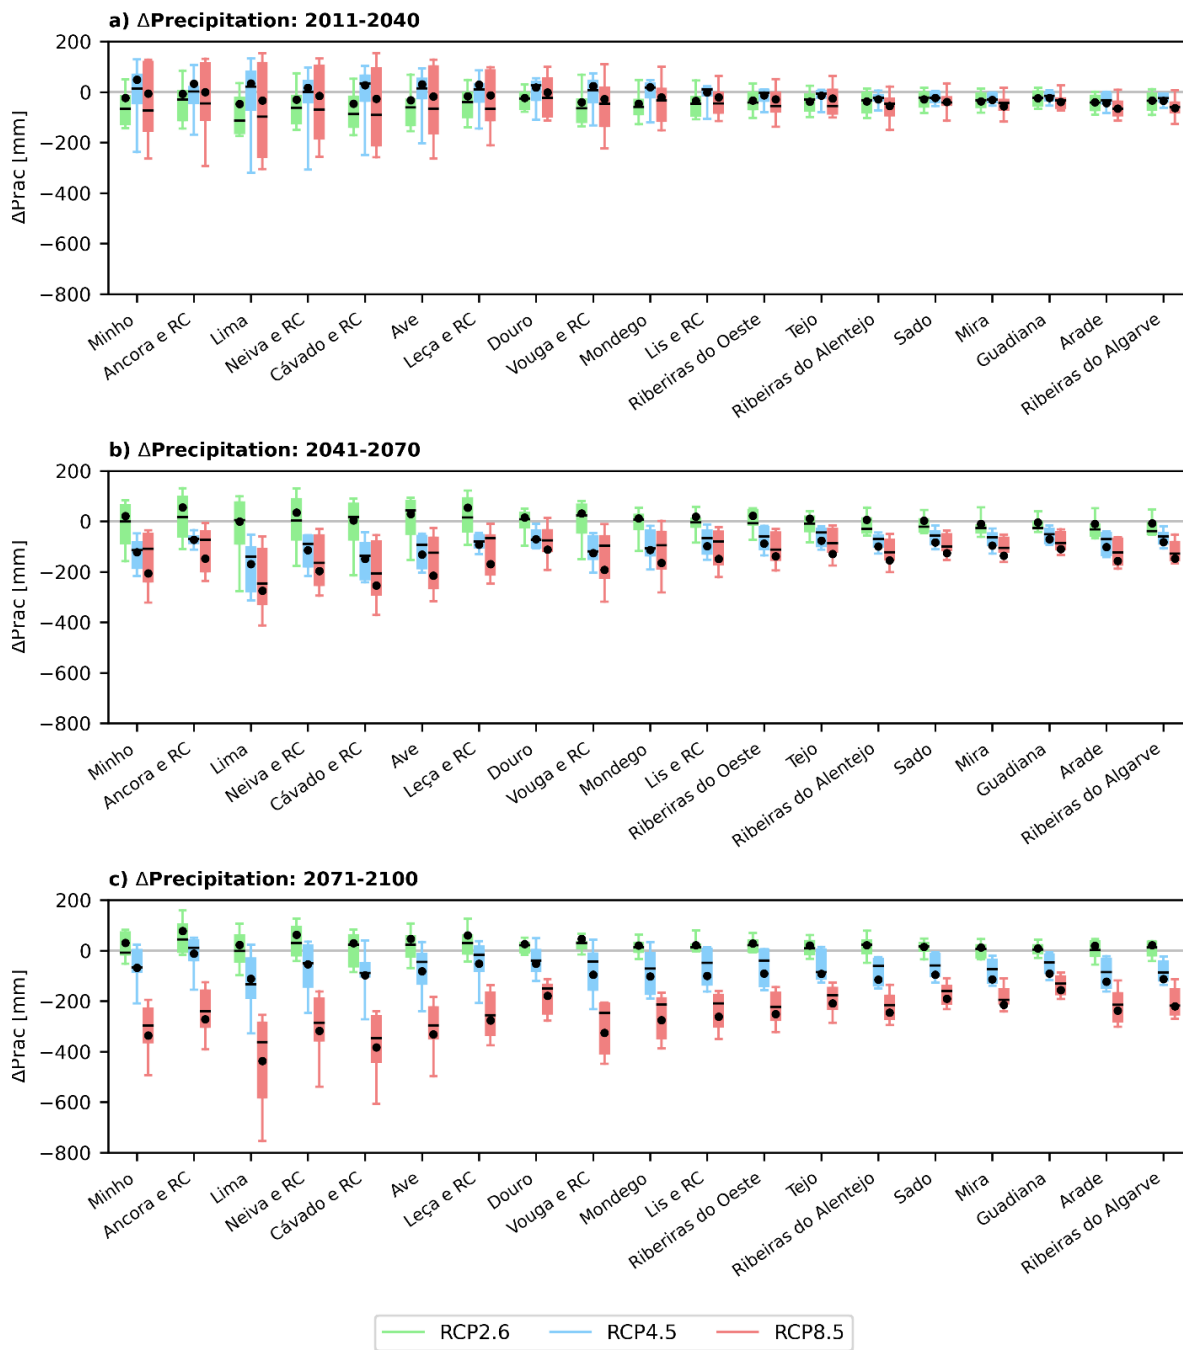 a) ΔPrecipitation: 2011-2040
ΔPrac [mm]
200
0
−200
−400
−600
−800
Minho
Ancora e RC
Lima
Neiva e RC
Cávado e RC
Ave
Leça e RC
Douro
Vouga e RC
Mondego
Lis e RC
Riberiras do Oeste
Tejo
Ribeiras do Alentejo
Sado
Mira
Guadiana
Arade
Ribeiras do Algarve
b) ΔPrecipitation: 2041-2070
ΔPrac [mm]
200
0
−200
−400
−600
−800
Minho
Ancora e RC
Lima
Neiva e RC
Cávado e RC
Ave
Leça e RC
Douro
Vouga e RC
Mondego
Lis e RC
Riberiras do Oeste
Tejo
Ribeiras do Alentejo
Sado
Mira
Guadiana
Arade
Ribeiras do Algarve
c) ΔPrecipitation: 2071-2100
ΔPrac [mm]
200
0
−200
−400
−600
−800
Minho
Ancora e RC
Lima
Neiva e RC
Cávado e RC
Ave
Leça e RC
Douro
Vouga e RC
Mondego
Lis e RC
Riberiras do Oeste
Tejo
Ribeiras do Alentejo
Sado
Mira
Guadiana
Arade
Ribeiras do Algarve
RCP2.6 RCP4.5 RCP8.5